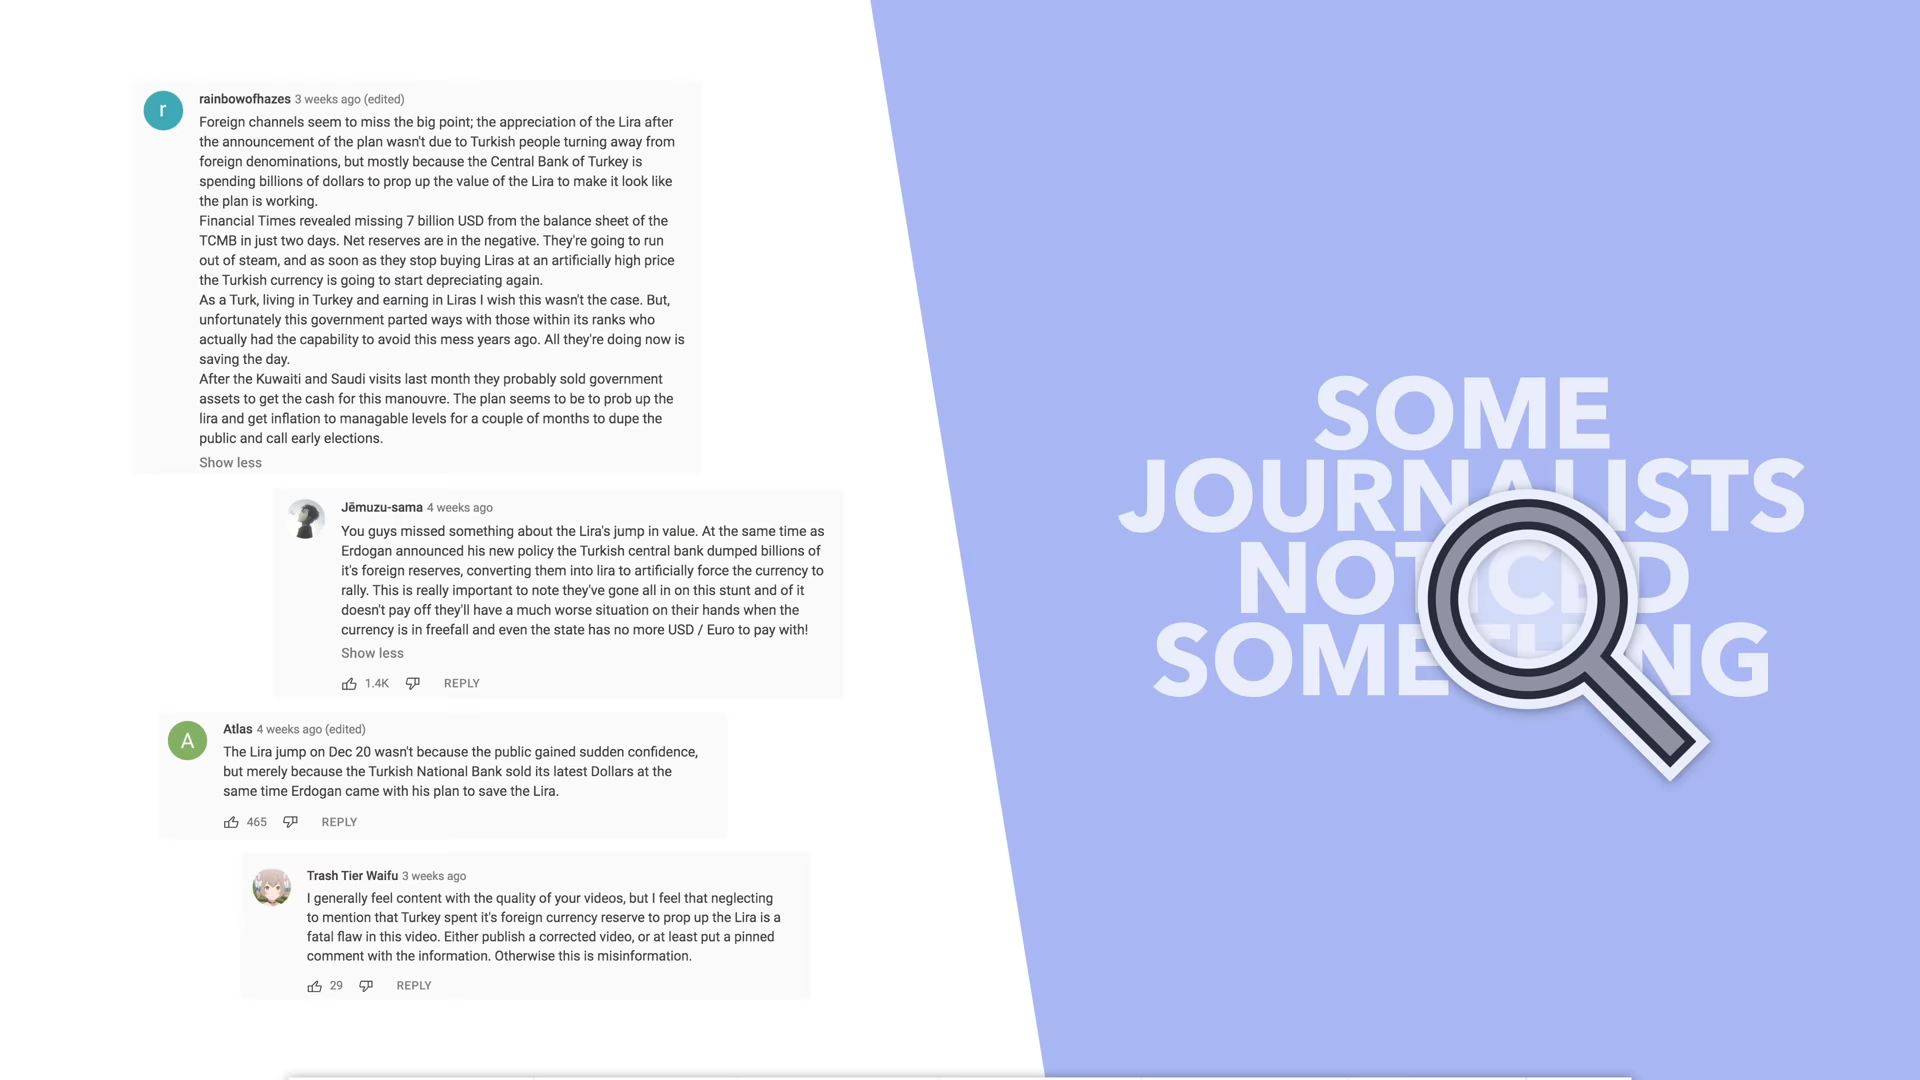 r
rainbowofhazes 3 weeks ago (edited)
Foreign channels seem to miss the big point; the appreciation of the Lira after
the announcement of the plan wasn't due to Turkish people turning away from
foreign denominations, but mostly because the Central Bank of Turkey is
spending billions of dollars to prop up the value of the Lira to make it look like
the plan is working.
Financial Times revealed missing 7 billion USD from the balance sheet of the
TCMB in just two days. Net reserves are in the negative. They're going to run
out of steam, and as soon as they stop buying Liras at an artificially high price
the Turkish currency is going to start depreciating again.
As a Turk, living in Turkey and earning in Liras I wish this wasn't the case. But,
unfortunately this government parted ways with those within its ranks who
actually had the capability to avoid this mess years ago. All they're doing now is
saving the day.
After the Kuwaiti and Saudi visits last month they probably sold government
assets to get the cash for this manouvre. The plan seems to be to prob up the
lira and get inflation to managable levels for a couple of months to dupe the
public and call early elections.
Show less
Jēmuzu-sama 4 weeks ago
You guys missed something about the Lira's jump in value. At the same time as
Erdogan announced his new policy the Turkish central bank dumped billions of
it's foreign reserves, converting them into lira to artificially force the currency to
rally. This is really important to note they've gone all in on this stunt and of it
doesn't pay off they'll have a much worse situation on their hands when the
currency is in freefall and even the state has no more USD / Euro to pay with!
Show less
1.4K REPLY
A
Atlas 4 weeks ago (edited)
The Lira jump on Dec 20 wasn't because the public gained sudden confidence,
but merely because the Turkish National Bank sold its latest Dollars at the
same time Erdogan came with his plan to save the Lira.
465 REPLY
Trash Tier Waifu 3 weeks ago
I generally feel content with the quality of your videos, but I feel that neglecting
to mention that Turkey spent it's foreign currency reserve to prop up the Lira is a
fatal flaw in this video. Either publish a corrected video, or at least put a pinned
comment with the information. Otherwise this is misinformation.
29 REPLY
SOME
JOURNALISTS
NOTICED
SOMETHING